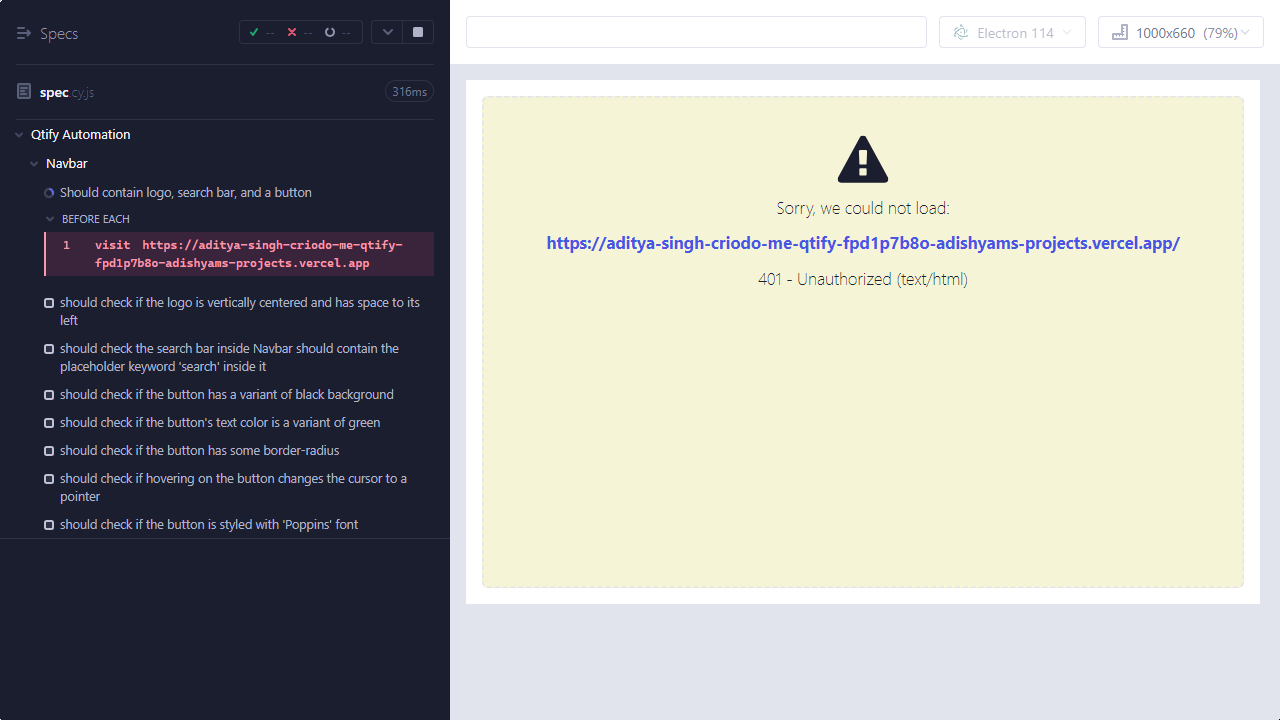 Specs
-- -- --
spec.cy.js 316ms
Qtify Automation
Navbar
Should contain logo, search bar, and a button
BEFORE EACH
1 visit https://aditya-singh-criodo-me-qtify-
fpd1p7b8o-adishyams-projects.vercel.app
should check if the logo is vertically centered and has space to its
left
should check the search bar inside Navbar should contain the
placeholder keyword 'search' inside it
should check if the button has a variant of black background
should check if the button's text color is a variant of green
should check if the button has some border-radius
should check if hovering on the button changes the cursor to a
pointer
should check if the button is styled with 'Poppins' font
Electron 114
1000x660 (79%)
Sorry, we could not load:
https://aditya-singh-criodo-me-qtify-fpd1p7b8o-adishyams-projects.vercel.app/
401 - Unauthorized (text/html)